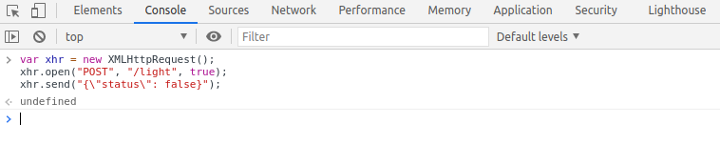 Elements Console Sources Network Performance Memory Application Security Lighthouse
top Filter Default levels
var xhr = new XMLHttpRequest();
xhr.open("POST", "/light", true);
xhr.send("{\"status\": false}");
undefined